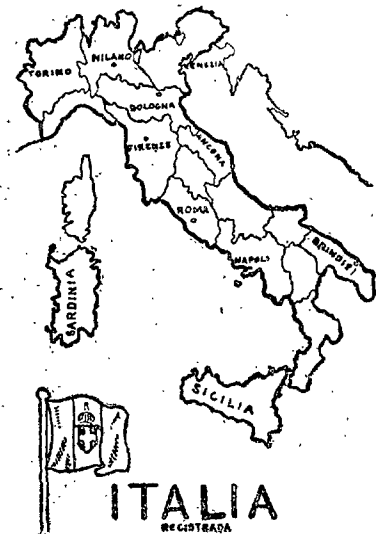 MILANO
TORINO
VENEZIA
BOLOGNA
FIRENZE
ANCONA
ROMA
NAPOLI
BRINDISI
SARDINIA
SICILIA
ITALIA
REGISTRADA